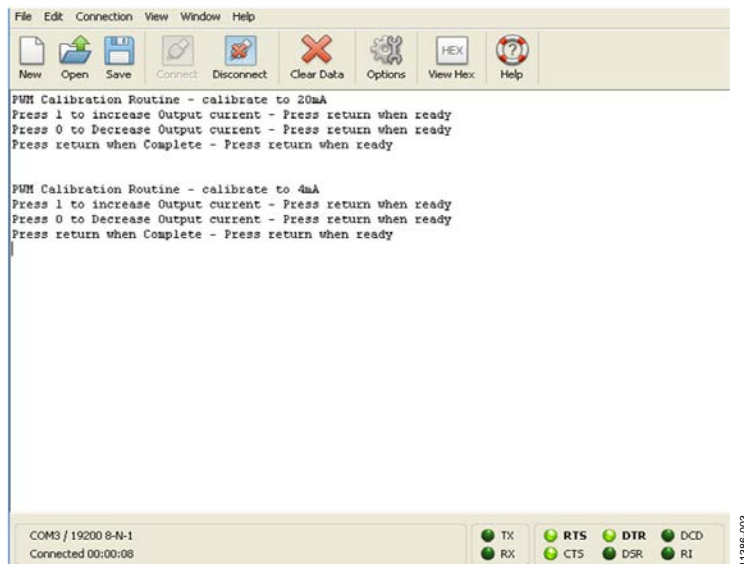 File Edit Connection View Window Help
New Open Save Connect Disconnect Clear Data Options HEX View Hex Help
PWM Calibration Routine - calibrate to 20mA
Press 1 to increase Output current - Press return when ready
Press 0 to Decrease Output current - Press return when ready
Press return when Complete - Press return when ready
PWM Calibration Routine - calibrate to 4mA
Press 1 to increase Output current - Press return when ready
Press 0 to Decrease Output current - Press return when ready
Press return when Complete - Press return when ready
COM3 / 19200 8-N-1
Connected 00:00:08
TX RTS DTR DCD
RX CTS DSR RI